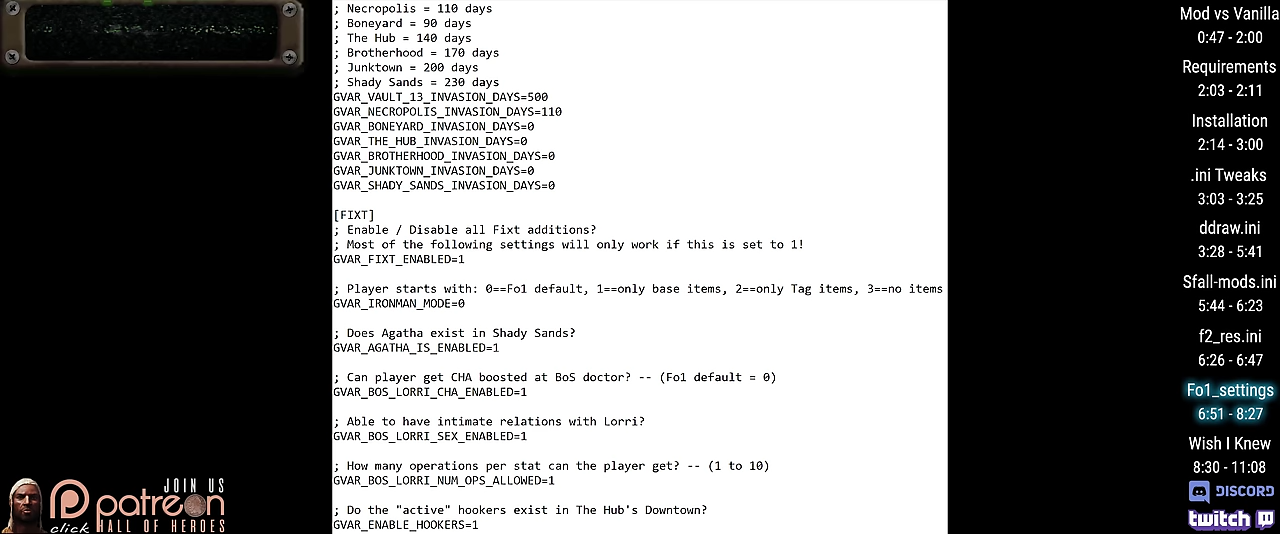 ; Necropolis = 110 days
; Boneyard = 90 days
; The Hub = 140 days
; Brotherhood = 170 days
; Junktown = 200 days
; Shady Sands = 230 days
GVAR_VAULT_13_INVASION_DAYS=500
GVAR_NECROPOLIS_INVASION_DAYS=110
GVAR_BONEYARD_INVASION_DAYS=0
GVAR_THE_HUB_INVASION_DAYS=0
GVAR_BROTHERHOOD_INVASION_DAYS=0
GVAR_JUNKTOWN_INVASION_DAYS=0
GVAR_SHADY_SANDS_INVASION_DAYS=0
[FIXT]
; Enable / Disable all Fixt additions?
; Most of the following settings will only work if this is set to 1!
GVAR_FIXT_ENABLED=1
; Player starts with: 0==Fo1 default, 1==only base items, 2==only Tag items, 3==no items
GVAR_IRONMAN_MODE=0
; Does Agatha exist in Shady Sands?
GVAR_AGATHA_IS_ENABLED=1
; Can player get CHA boosted at BoS doctor? -- (Fo1 default = 0)
GVAR_BOS_LORRI_CHA_ENABLED=1
; Able to have intimate relations with Lorri?
GVAR_BOS_LORRI_SEX_ENABLED=1
; How many operations per stat can the player get? -- (1 to 10)
GVAR_BOS_LORRI_NUM_OPS_ALLOWED=1
; Do the "active" hookers exist in The Hub's Downtown?
GVAR_ENABLE_HOOKERS=1
Mod vs Vanilla
0:47 - 2:00
Requirements
2:03 - 2:11
Installation
2:14 - 3:00
.ini Tweaks
3:03 - 3:25
ddraw.ini
3:28 - 5:41
Sfall-mods.ini
5:44 - 6:23
f2_res.ini
6:26 - 6:47
Fo1_settings
6:51 - 8:27
Wish I Knew
8:30 - 11:08
DISCORD
twitch
JOIN US
patreon
click HALL OF HEROES